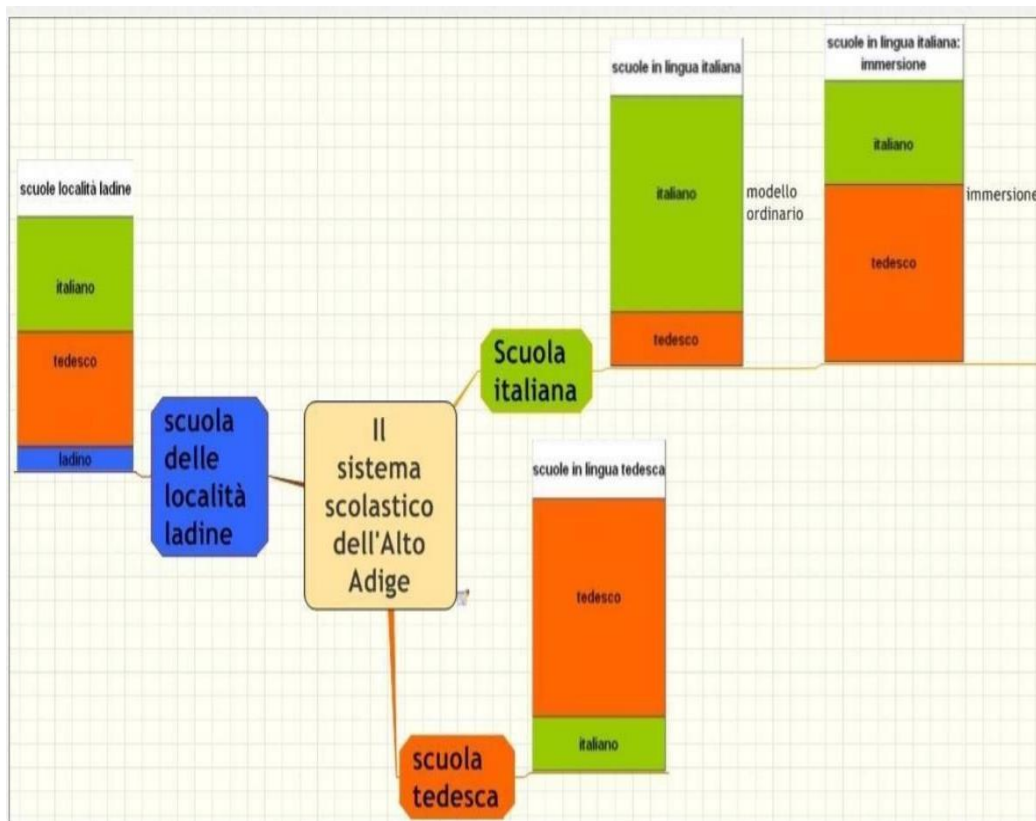 scuole in lingua italiana
italiano
tedesco
modello
ordinario
scuole in lingua italiana:
immersione
italiano
tedesco
immersione
scuole località ladine
italiano
tedesco
ladino
Scuola
italiana
scuola
delle
località
ladine
Il
sistema
scolastico
dell'Alto
Adige
scuole in lingua tedesca
tedesco
italiano
scuola
tedesca